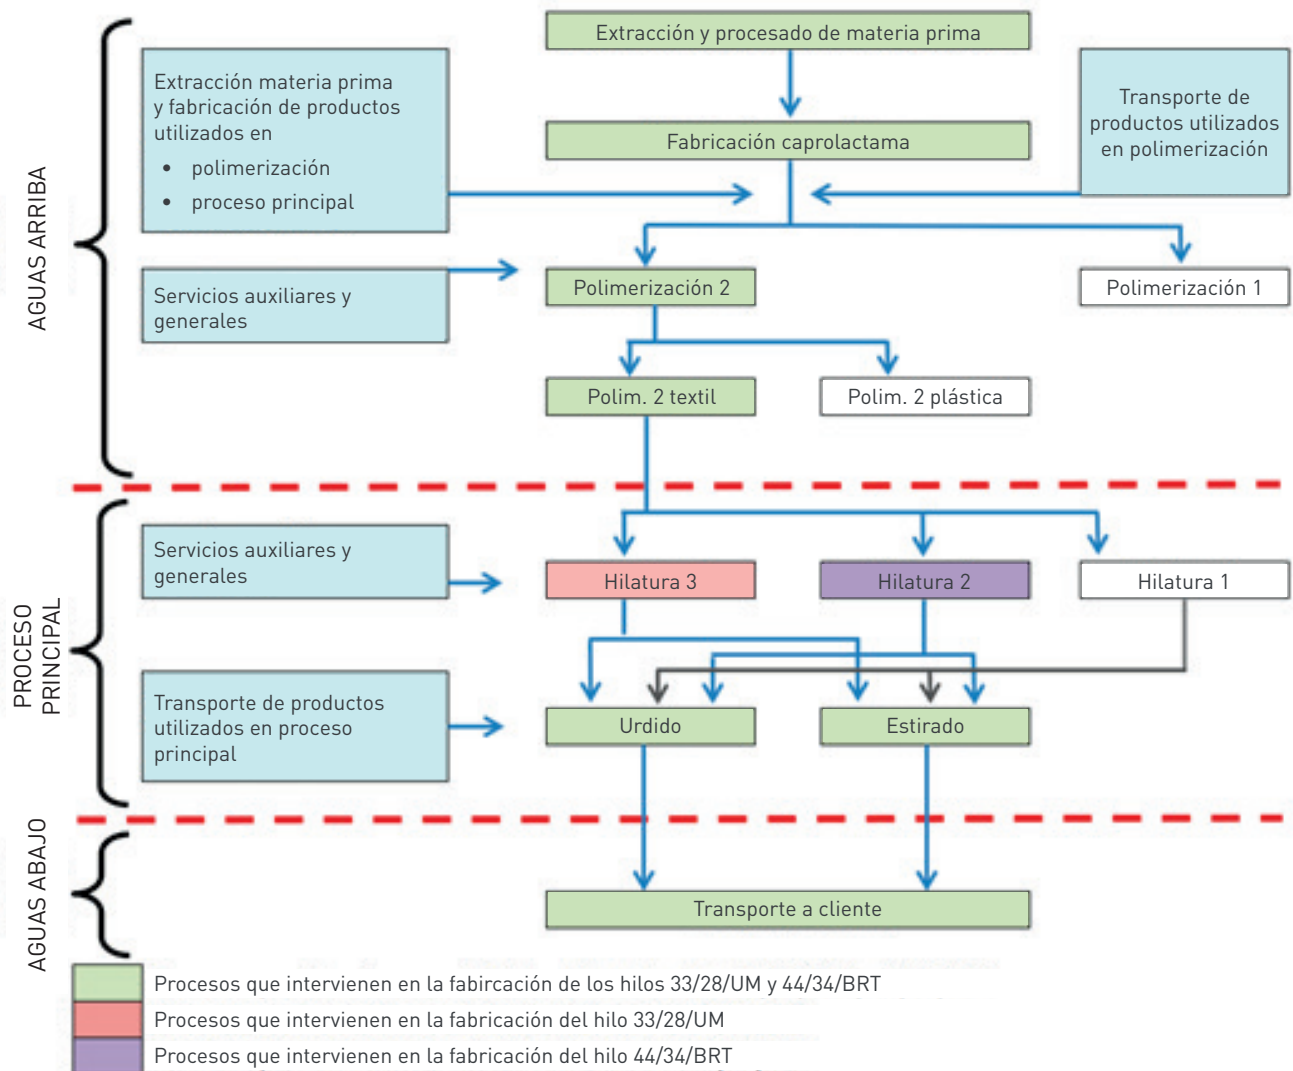 Extracción y procesado de materia prima
Extracción materia prima
y fabricación de productos
utilizados en
• polimerización
• proceso principal
Transporte de
productos utilizados
en polimerización
Fabricación caprolactama
AGUAS ARRIBA
Servicios auxiliares y
generales
Polimerización 2
Polimerización 1
Polim. 2 textil
Polim. 2 plástica
PROCESO
PRINCIPAL
Servicios auxiliares y
generales
Hilatura 3
Hilatura 2
Hilatura 1
Transporte de productos
utilizados en proceso
principal
Urdido
Estirado
AGUAS ABAJO
Transporte a cliente
Procesos que intervienen en la fabircación de los hilos 33/28/UM y 44/34/BRT
Procesos que intervienen en la fabricación del hilo 33/28/UM
Procesos que intervienen en la fabricación del hilo 44/34/BRT